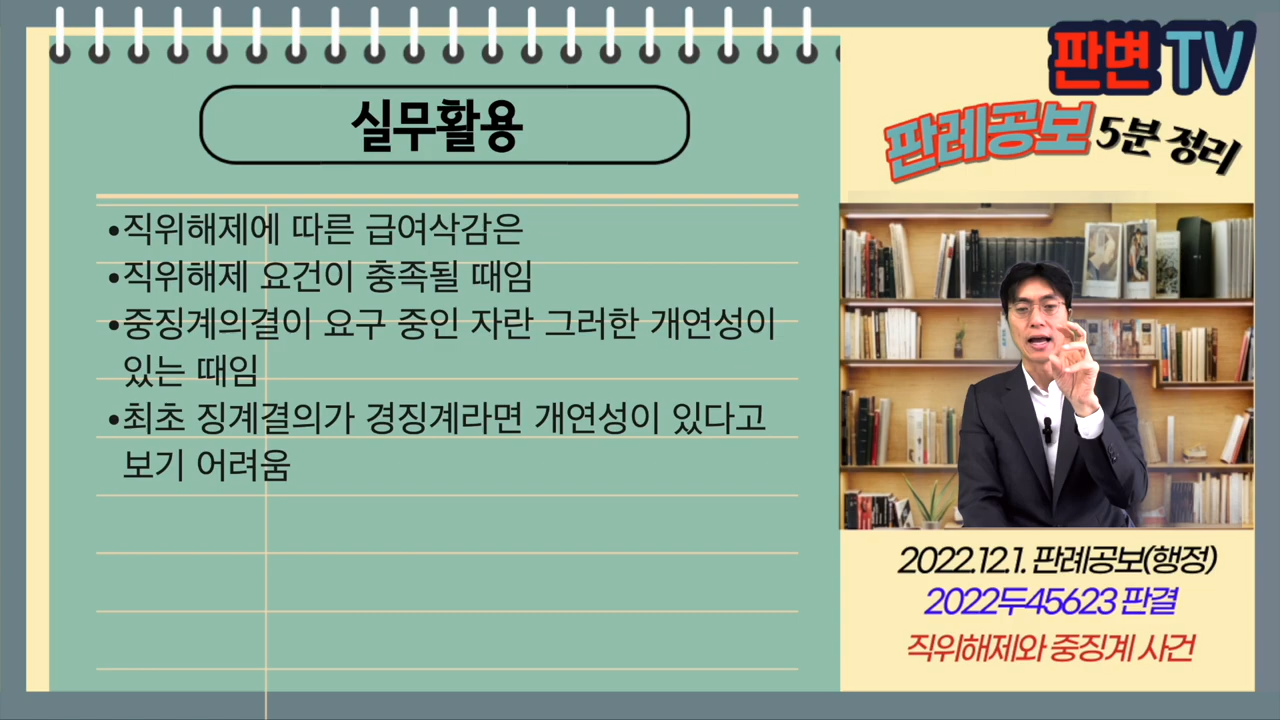 실무활용
•직위해제에 따른 급여삭감은
•직위해제 요건이 충족될 때임
•중징계의결이 요구 중인 자란 그러한 개연성이
있는 때임
•최초 징계결의가 경징계라면 개연성이 있다고
보기 어려움
판변 TV
판례공보 5분 정리
2022.12.1. 판례공보(행정)
2022두45623 판결
직위해제와 중징계 사건